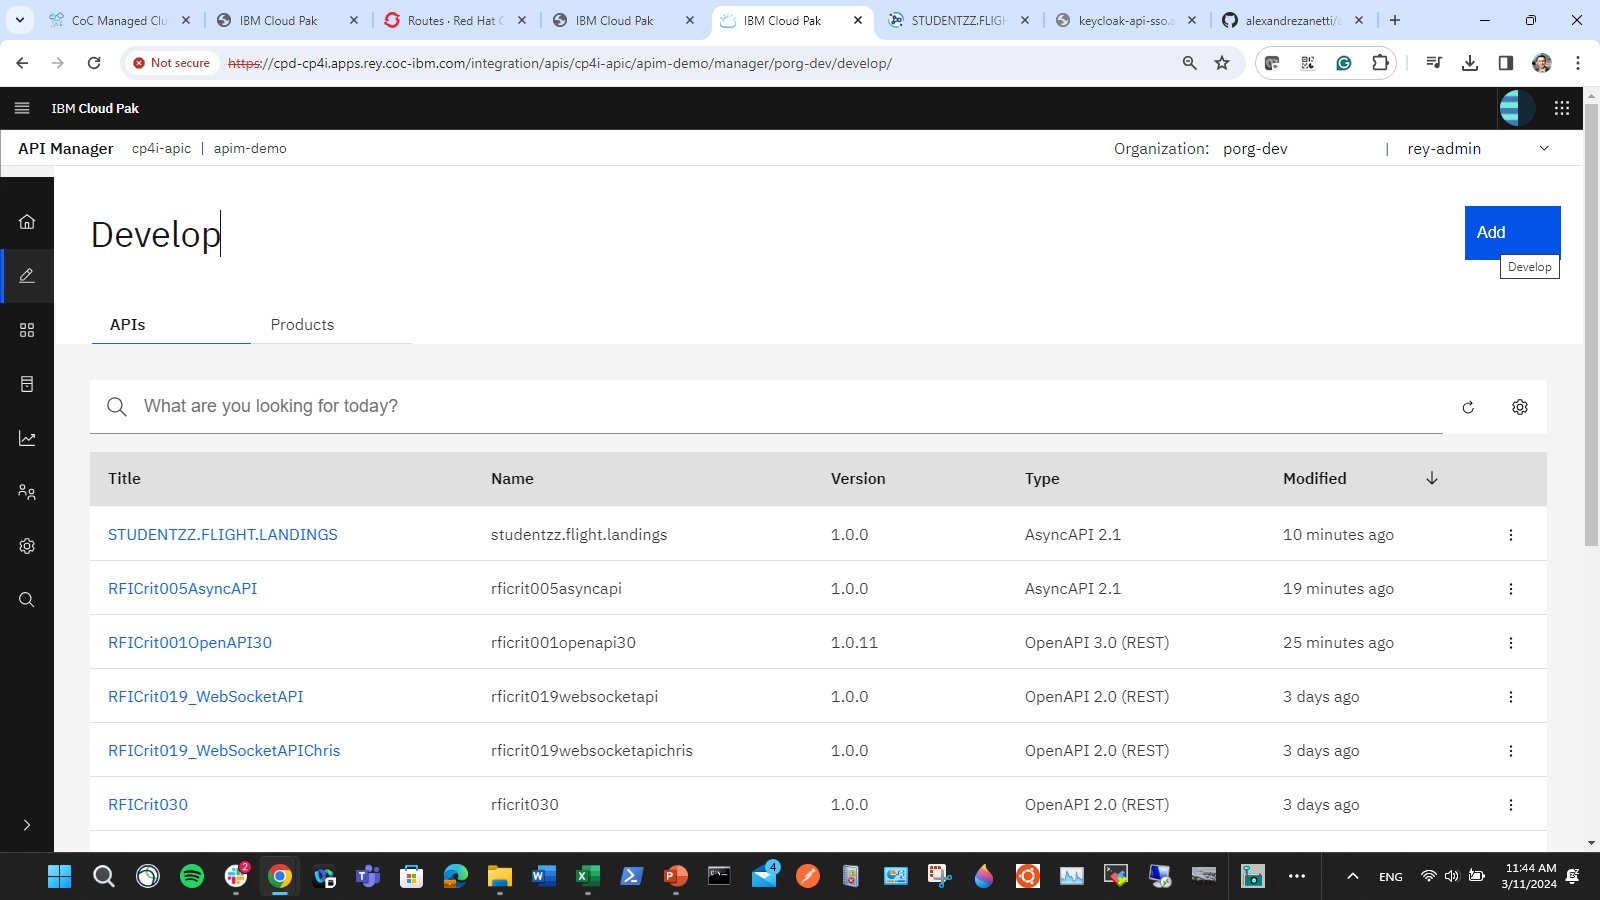 CoC Managed Clu
IBM Cloud Pak
Routes · Red Hat C
IBM Cloud Pak
IBM Cloud Pak
STUDENTZZ.FLIGH
keycloak-api-sso.a
alexandrezanetti/a
Not secure
https://cpd-cp4i.apps.rey.coc-ibm.com/integration/apis/cp4i-apic/apim-demo/manager/porg-dev/develop/
IBM Cloud Pak
API Manager cp4i-apic | apim-demo
Organization: porg-dev | rey-admin
Develop
Add
Develop
APIs
Products
What are you looking for today?
Title Name Version Type Modified
STUDENTZZ.FLIGHT.LANDINGS studentzz.flight.landings 1.0.0 AsyncAPI 2.1 10 minutes ago
RFICrit005AsyncAPI rficrit005asyncapi 1.0.0 AsyncAPI 2.1 19 minutes ago
RFICrit001OpenAPI30 rficrit001openapi30 1.0.11 OpenAPI 3.0 (REST) 25 minutes ago
RFICrit019_WebSocketAPI rficrit019websocketapi 1.0.0 OpenAPI 2.0 (REST) 3 days ago
RFICrit019_WebSocketAPIChris rficrit019websocketapichris 1.0.0 OpenAPI 2.0 (REST) 3 days ago
RFICrit030 rficrit030 1.0.0 OpenAPI 2.0 (REST) 3 days ago
2
4
ENG
11:44 AM
3/11/2024